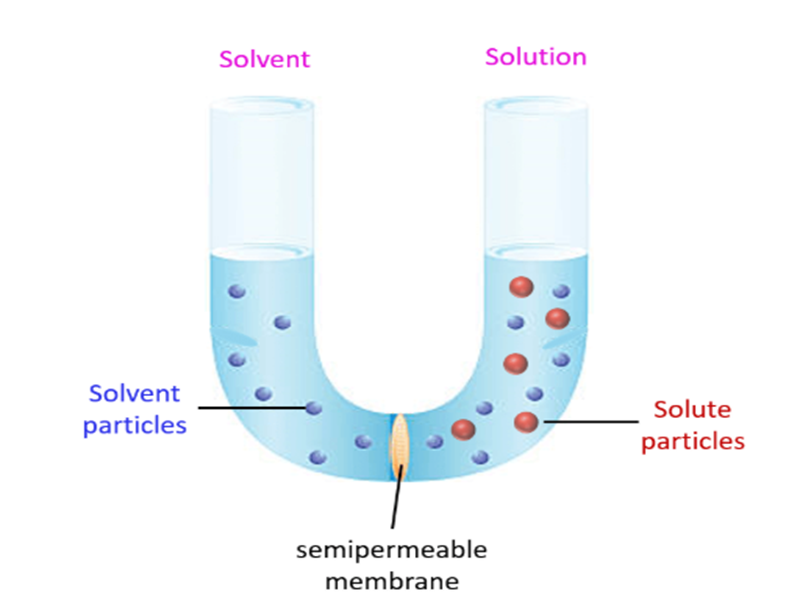 Solvent
Solution
Solvent
particles
Solute
particles
semipermeable
membrane